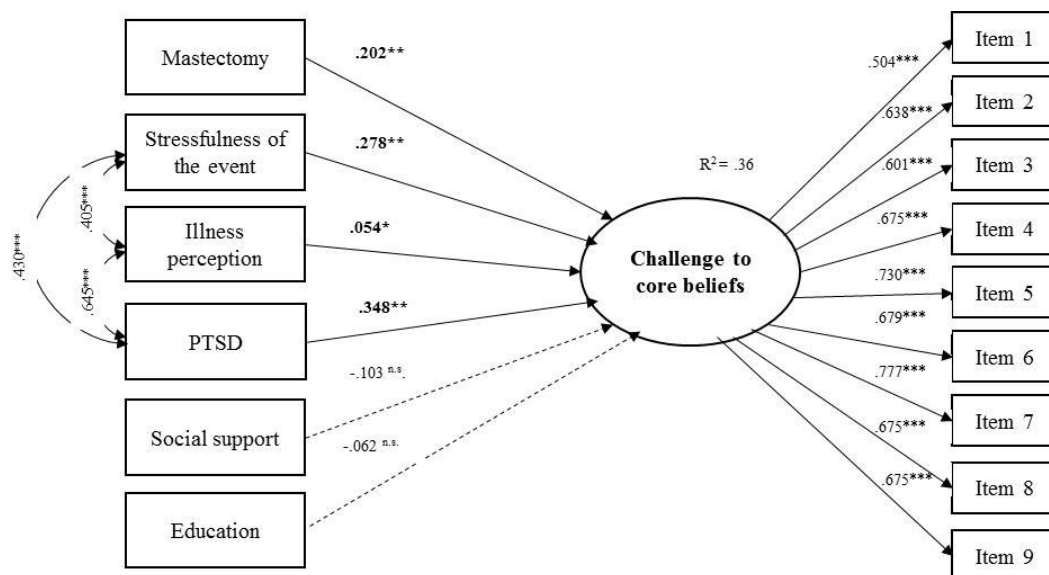 Mastectomy
Stressfulness of
the event
Illness
perception
PTSD
Social support
Education
.430***
.405***
.645***
.202**
.278**
.054*
.348**
-.103 n.s.
-.062 n.s.
R² = .36
Challenge to
core beliefs
.504***
.638***
.601***
.675***
.730***
.679***
.777***
.675***
.675***
Item 1
Item 2
Item 3
Item 4
Item 5
Item 6
Item 7
Item 8
Item 9